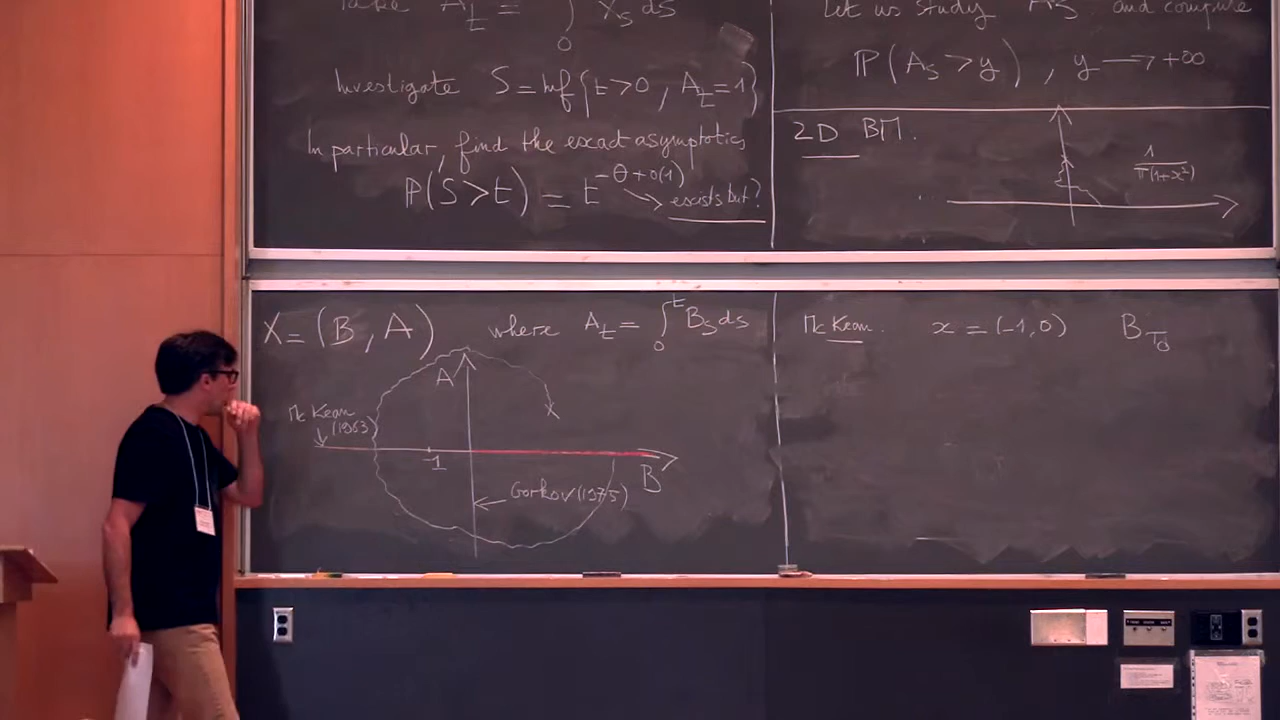 Take A_t = ∫_0 X_s ds
Investigate S = inf{t>0, A_t=1}
In particular, find the exact asymptotics
ℙ(S>t) = t^{-θ+o(1)} → exists but?
Let us study A_S and compute
ℙ(A_S>y), y → +∞
2D BM.
1/π(1+x²)
X = (B, A) where A_t = ∫_0^t B_s ds
A
Mc Kean
(1963)
-1
B
Gorkov (1975)
Mc Kean. x = (-1,0) B_{T_0}